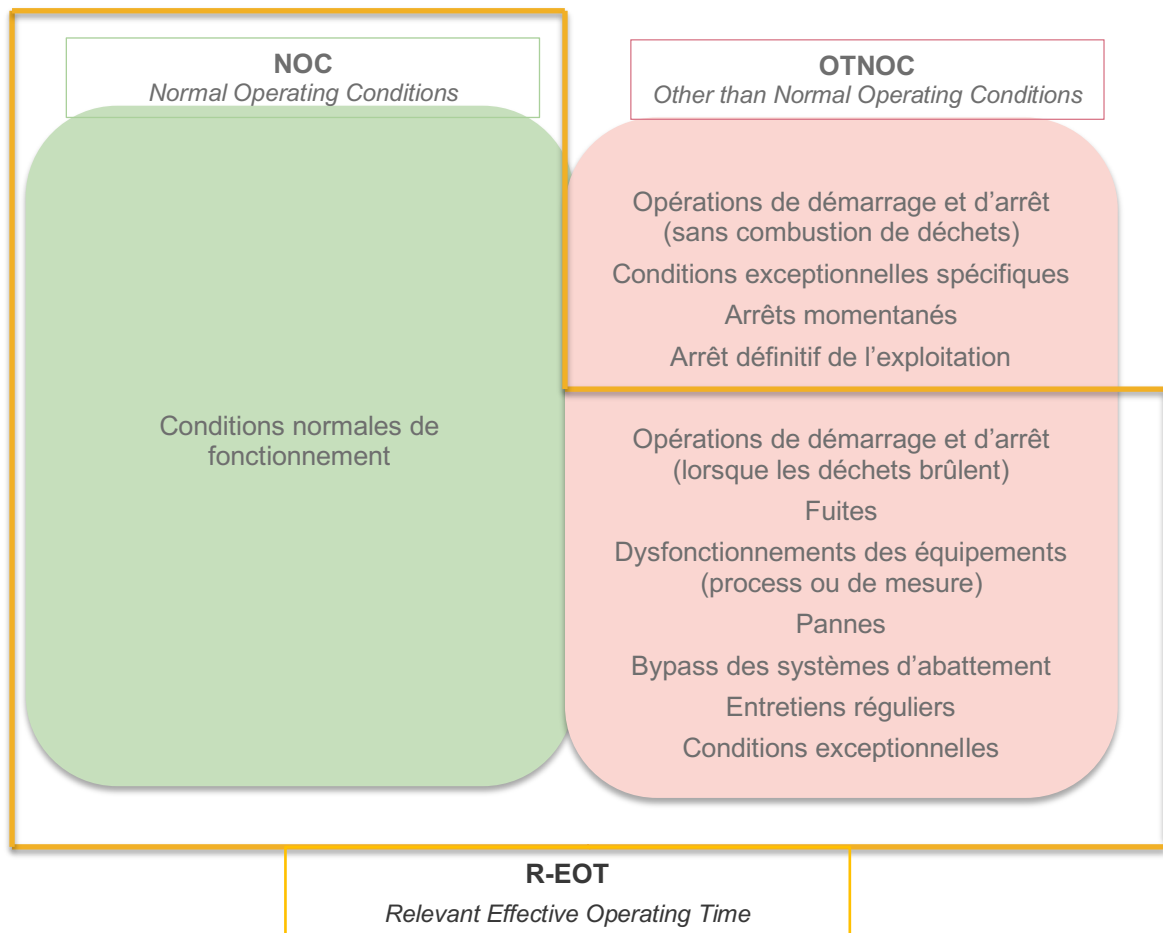 NOC
Normal Operating Conditions
OTNOC
Other than Normal Operating Conditions
Opérations de démarrage et d’arrêt
(sans combustion de déchets)
Conditions exceptionnelles spécifiques
Arrêts momentanés
Arrêt définitif de l’exploitation
Conditions normales de
fonctionnement
Opérations de démarrage et d’arrêt
(lorsque les déchets brûlent)
Fuites
Dysfonctionnements des équipements
(process ou de mesure)
Pannes
Bypass des systèmes d’abattement
Entretiens réguliers
Conditions exceptionnelles
R-EOT
Relevant Effective Operating Time